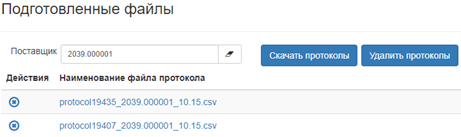 Подготовленные файлы
Поставщик 2039.000001 Скачать протоколы Удалить протоколы
Действия Наименование файла протокола
protocol19435_2039.000001_10.15.csv
protocol19407_2039.000001_10.15.csv